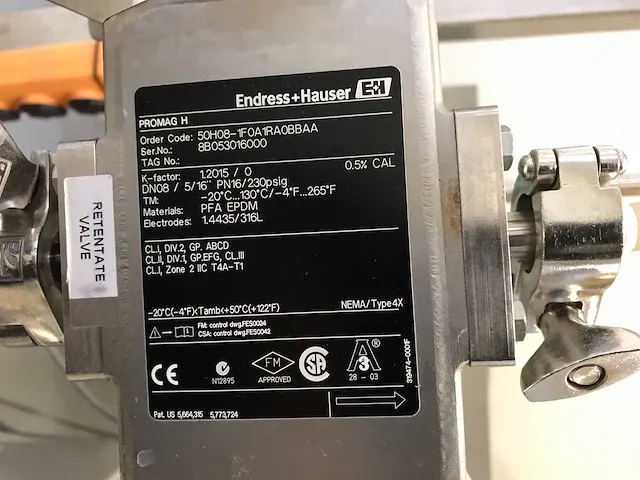 Endress+Hauser E+H
PROMAG H
Order Code: 50H08-1F0A1RA0BBAA
Ser.No.: 8B053016000
TAG No.:
K-factor: 1.2015 / 0 0.5% CAL
DN08 / 5/16" PN16/230psig
TM: -20°C...130°C/-4°F...265°F
Materials: PFA EPDM
Electrodes: 1.4435/316L
RETENTATE
VALVE
CL.I, DIV.2, GP. ABCD
CL.II, DIV.1, GP.EFG, CL.III
CL.I, Zone 2 IIC T4A-T1
-20°C(-4°F)<Tamb<+50°C(+122°F) NEMA/Type4X
FM: control dwg.FES0024
CSA: control dwg.FES0042
CE N12895 FM APPROVED SA A 3 ® 28 - 03
319474-0001F
Pat. US 5,664,315 5,773,724